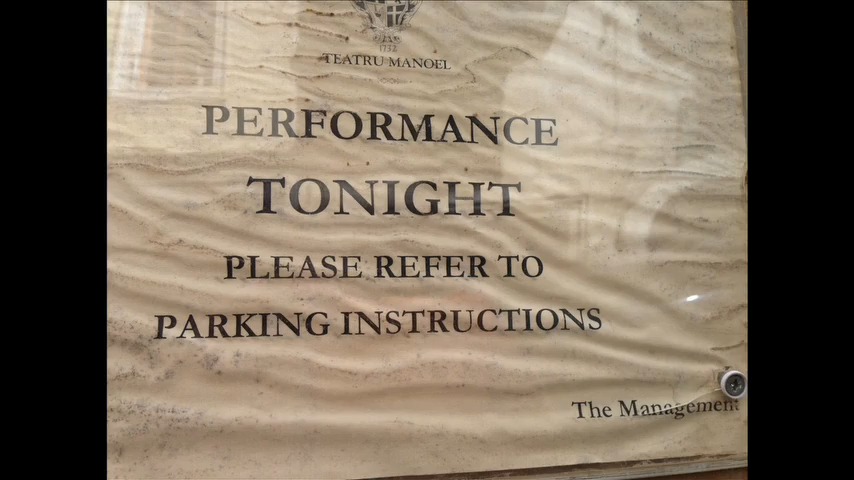 1732
TEATRU MANOEL
PERFORMANCE
TONIGHT
PLEASE REFER TO
PARKING INSTRUCTIONS
The Management